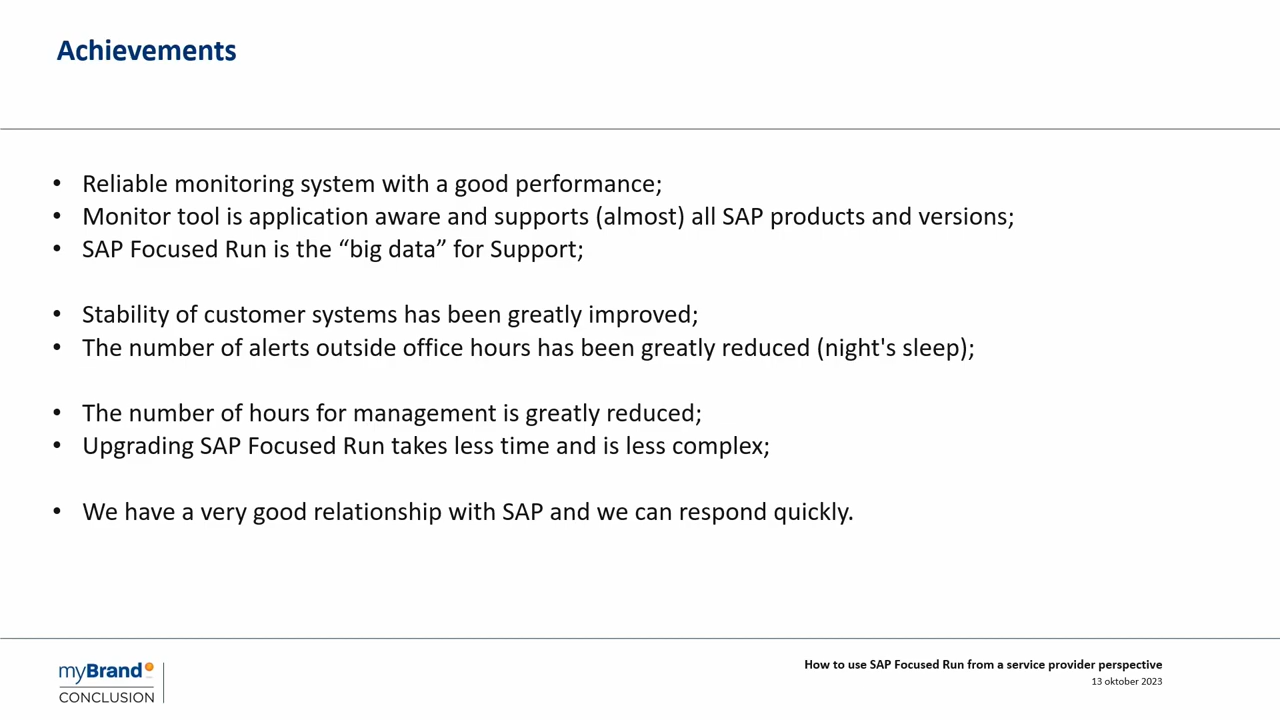 Achievements
• Reliable monitoring system with a good performance;
• Monitor tool is application aware and supports (almost) all SAP products and versions;
• SAP Focused Run is the “big data” for Support;
• Stability of customer systems has been greatly improved;
• The number of alerts outside office hours has been greatly reduced (night's sleep);
• The number of hours for management is greatly reduced;
• Upgrading SAP Focused Run takes less time and is less complex;
• We have a very good relationship with SAP and we can respond quickly.
myBrand
CONCLUSION
How to use SAP Focused Run from a service provider perspective
13 oktober 2023